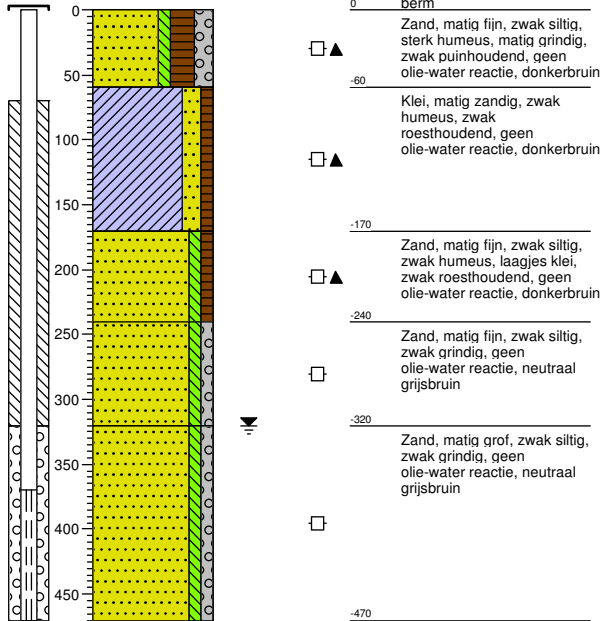 0
50
100
150
200
250
300
350
400
450
0
berm
Zand, matig fijn, zwak siltig,
sterk humeus, matig grindig,
zwak puinhoudend, geen
olie-water reactie, donkerbruin
-60
Klei, matig zandig, zwak
humeus, zwak
roesthoudend, geen
olie-water reactie, donkerbruin
-170
Zand, matig fijn, zwak siltig,
zwak humeus, laagjes klei,
zwak roesthoudend, geen
olie-water reactie, donkerbruin
-240
Zand, matig fijn, zwak siltig,
zwak grindig, geen
olie-water reactie, neutraal
grijsbruin
-320
Zand, matig grof, zwak siltig,
zwak grindig, geen
olie-water reactie, neutraal
grijsbruin
-470